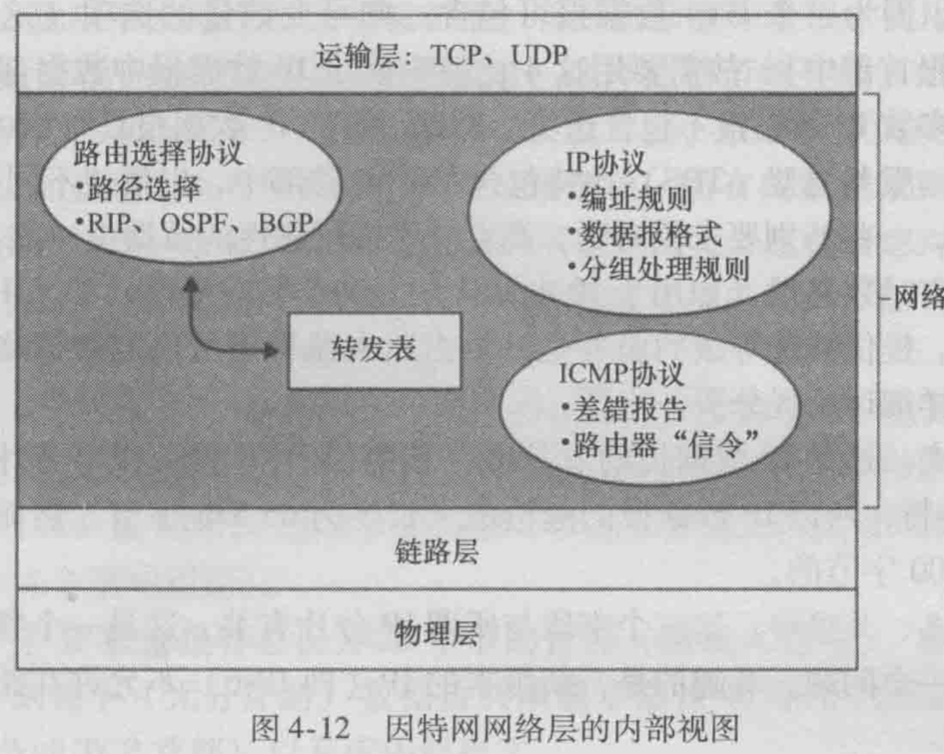 运输层：TCP、UDP
路由选择协议
•路径选择
•RIP、OSPF、BGP
IP协议
•编址规则
•数据报格式
•分组处理规则
网络
转发表
ICMP协议
•差错报告
•路由器“信令”
链路层
物理层
图 4-12 因特网网络层的内部视图